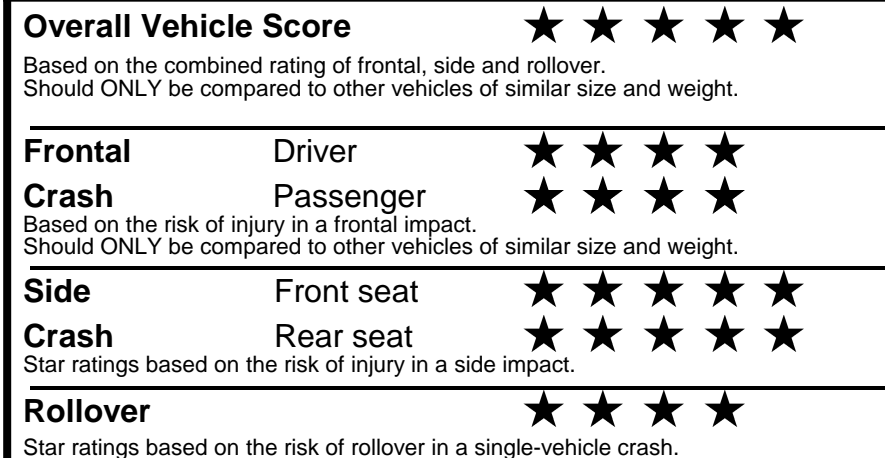 Overall Vehicle Score ★ ★ ★ ★ ★
Based on the combined rating of frontal, side and rollover.
Should ONLY be compared to other vehicles of similar size and weight.
Frontal Driver ★ ★ ★ ★
Crash Passenger ★ ★ ★ ★
Based on the risk of injury in a frontal impact.
Should ONLY be compared to other vehicles of similar size and weight.
Side Front seat ★ ★ ★ ★ ★
Crash Rear seat ★ ★ ★ ★ ★
Star ratings based on the risk of injury in a side impact.
Rollover ★ ★ ★ ★
Star ratings based on the risk of rollover in a single-vehicle crash.